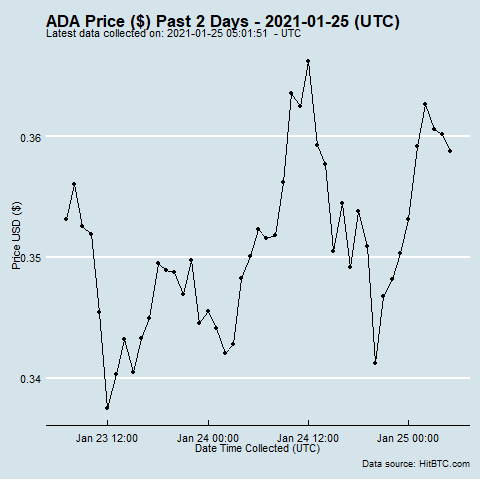 ADA Price ($) Past 2 Days - 2021-01-25 (UTC)
Latest data collected on: 2021-01-25 05:01:51  - UTC
0.36
0.35
0.34
Price USD ($)
Jan 23 12:00 Jan 24 00:00 Jan 24 12:00 Jan 25 00:00
Date Time Collected (UTC)
Data source: HitBTC.com